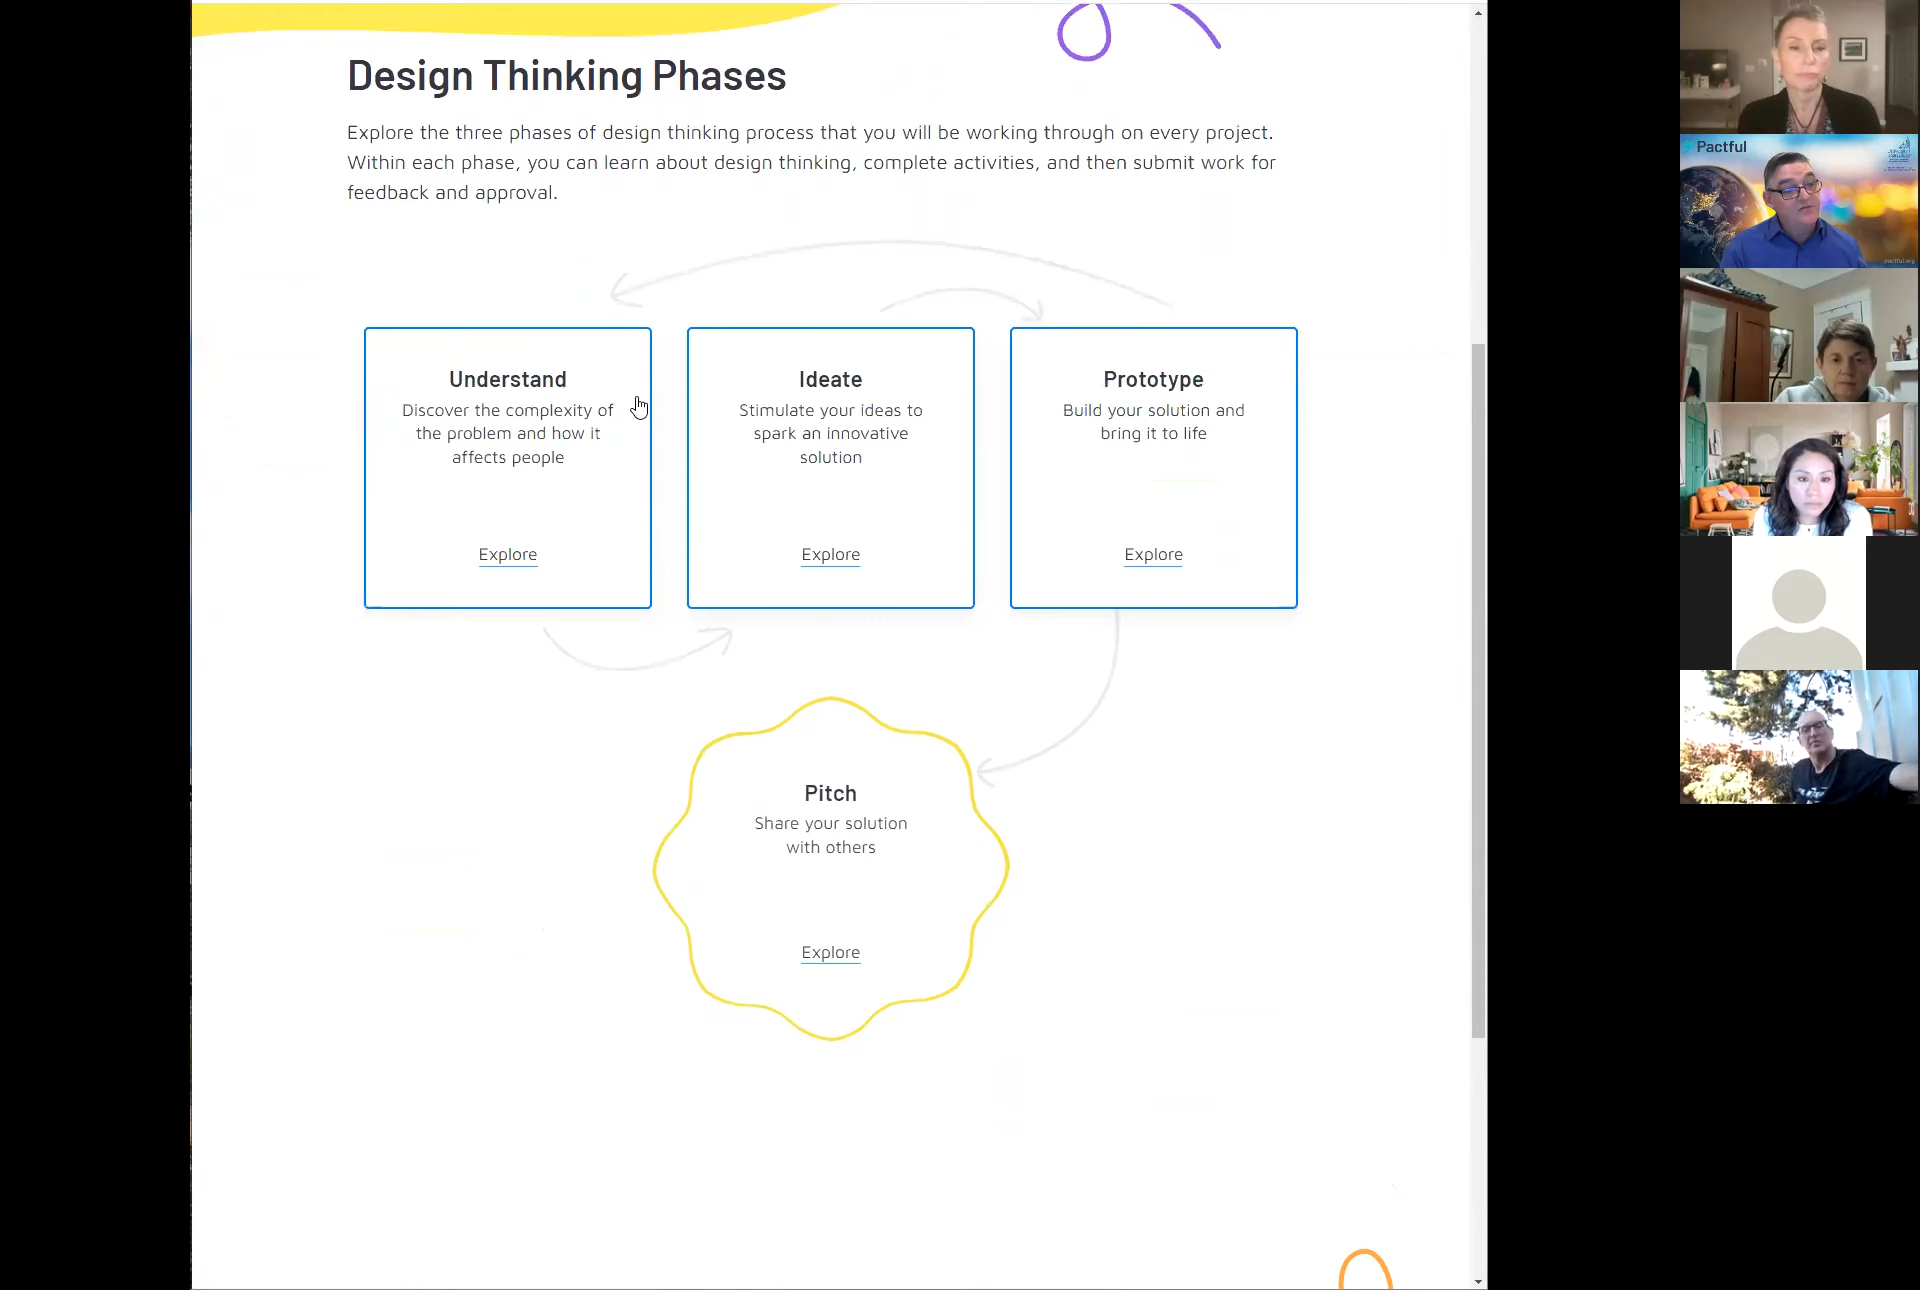 Design Thinking Phases
Explore the three phases of design thinking process that you will be working through on every project.
Within each phase, you can learn about design thinking, complete activities, and then submit work for
feedback and approval.
Understand
Discover the complexity of
the problem and how it
affects people
Explore
Ideate
Stimulate your ideas to
spark an innovative
solution
Explore
Prototype
Build your solution and
bring it to life
Explore
Pitch
Share your solution
with others
Explore
Pactful
pactful.org